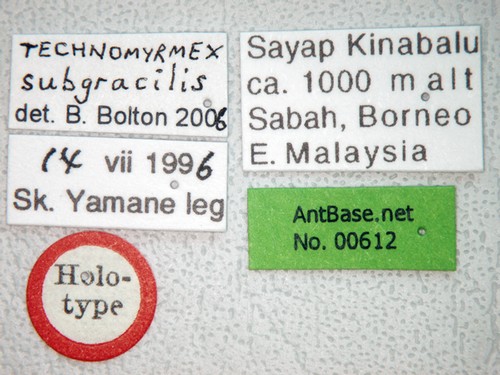 TECHNOMYRMEX
subgracilis
det. B. Bolton 2006
14 vii 1996
Sk. Yamane leg
Holo-
type
Sayap Kinabalu
ca. 1000 m alt
Sabah, Borneo
E. Malaysia
AntBase.net
No. 00612